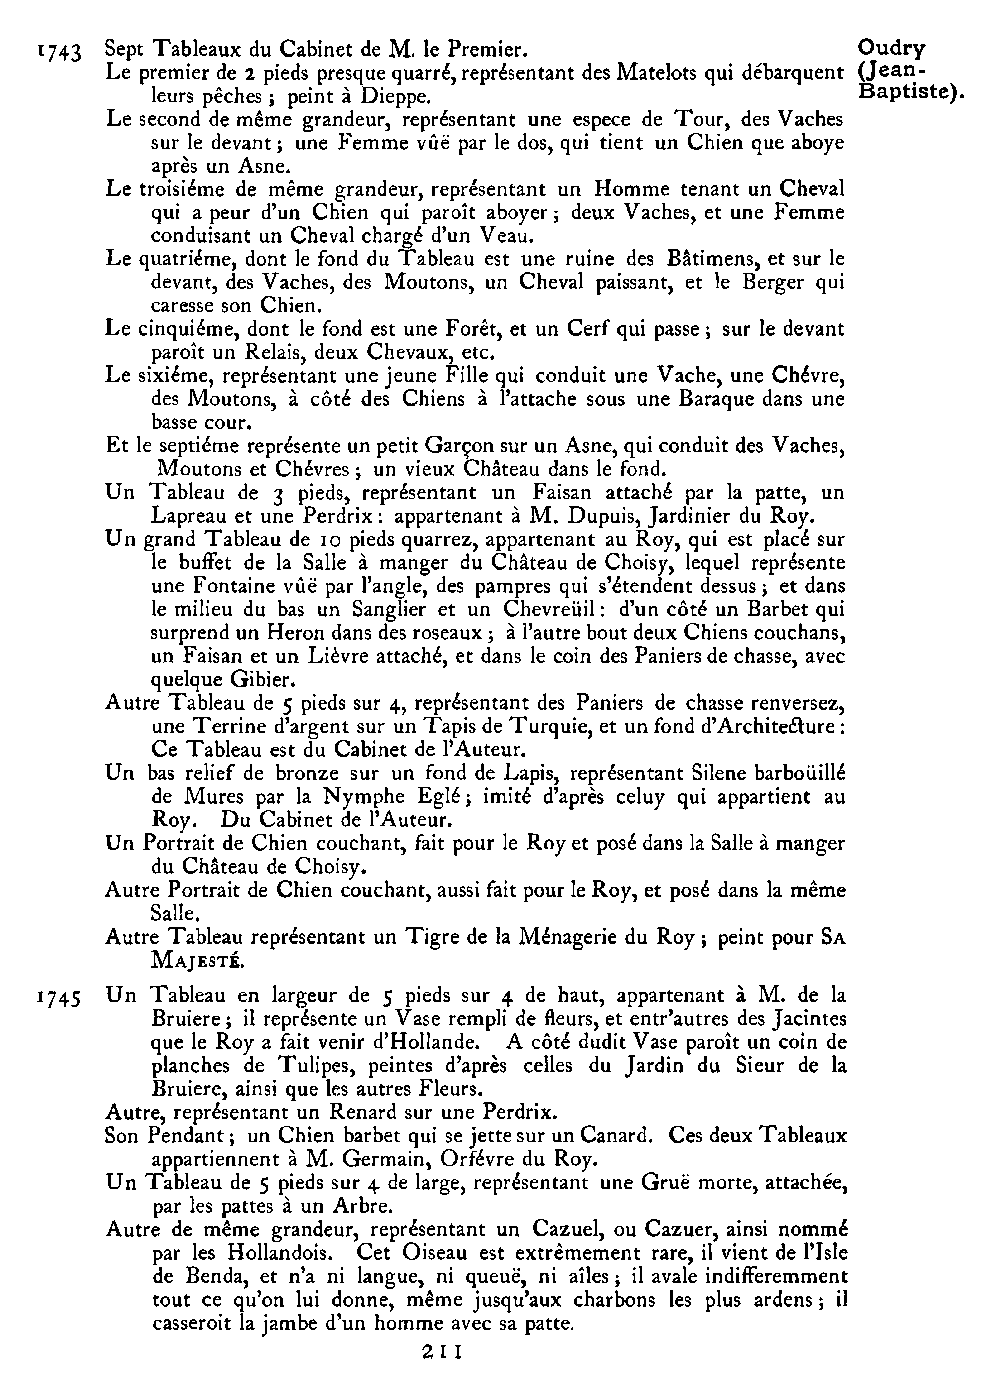 1743 Sept Tableaux du Cabinet de M. le Premier.
Oudry
(Jean-
Baptiste).
Le premier de 2 pieds presque quarré, représentant des Matelots qui débarquent
leurs pêches ; peint à Dieppe.
Le second de même grandeur, représentant une espece de Tour, des Vaches
sur le devant ; une Femme vûë par le dos, qui tient un Chien que aboye
après un Asne.
Le troisiéme de même grandeur, représentant un Homme tenant un Cheval
qui a peur d'un Chien qui paroît aboyer ; deux Vaches, et une Femme
conduisant un Cheval chargé d'un Veau.
Le quatriéme, dont le fond du Tableau est une ruine des Bâtimens, et sur le
devant, des Vaches, des Moutons, un Cheval paissant, et le Berger qui
caresse son Chien.
Le cinquiéme, dont le fond est une Forêt, et un Cerf qui passe ; sur le devant
paroît un Relais, deux Chevaux, etc.
Le sixiéme, représentant une jeune Fille qui conduit une Vache, une Chévre,
des Moutons, à côté des Chiens à l'attache sous une Baraque dans une
basse cour.
Et le septiéme représente un petit Garçon sur un Asne, qui conduit des Vaches,
Moutons et Chévres ; un vieux Château dans le fond.
Un Tableau de 3 pieds, représentant un Faisan attaché par la patte, un
Lapreau et une Perdrix : appartenant à M. Dupuis, Jardinier du Roy.
Un grand Tableau de 10 pieds quarrez, appartenant au Roy, qui est placé sur
le buffet de la Salle à manger du Château de Choisy, lequel représente
une Fontaine vûë par l'angle, des pampres qui s'étendent dessus ; et dans
le milieu du bas un Sanglier et un Chevreüil : d'un côté un Barbet qui
surprend un Heron dans des roseaux ; à l'autre bout deux Chiens couchans,
un Faisan et un Lièvre attaché, et dans le coin des Paniers de chasse, avec
quelque Gibier.
Autre Tableau de 5 pieds sur 4, représentant des Paniers de chasse renversez,
une Terrine d'argent sur un Tapis de Turquie, et un fond d'Architecture :
Ce Tableau est du Cabinet de l'Auteur.
Un bas relief de bronze sur un fond de Lapis, représentant Silene barboüillé
de Mures par la Nymphe Eglé ; imité d'après celuy qui appartient au
Roy. Du Cabinet de l'Auteur.
Un Portrait de Chien couchant, fait pour le Roy et posé dans la Salle à manger
du Château de Choisy.
Autre Portrait de Chien couchant, aussi fait pour le Roy, et posé dans la même
Salle.
Autre Tableau représentant un Tigre de la Ménagerie du Roy ; peint pour SA
MAJESTÉ.
1745 Un Tableau en largeur de 5 pieds sur 4 de haut, appartenant à M. de la
Bruiere ; il représente un Vase rempli de fleurs, et entr'autres des Jacintes
que le Roy a fait venir d'Hollande. A côté dudit Vase paroît un coin de
planches de Tulipes, peintes d'après celles du Jardin du Sieur de la
Bruiere, ainsi que les autres Fleurs.
Autre, représentant un Renard sur une Perdrix.
Son Pendant ; un Chien barbet qui se jette sur un Canard. Ces deux Tableaux
appartiennent à M. Germain, Orfévre du Roy.
Un Tableau de 5 pieds sur 4 de large, représentant une Gruë morte, attachée,
par les pattes à un Arbre.
Autre de même grandeur, représentant un Cazuel, ou Cazuer, ainsi nommé
par les Hollandois. Cet Oiseau est extrêmement rare, il vient de l'Isle
de Benda, et n'a ni langue, ni queuë, ni aîles ; il avale indifferemment
tout ce qu'on lui donne, même jusqu'aux charbons les plus ardens ; il
casseroit la jambe d'un homme avec sa patte.
211